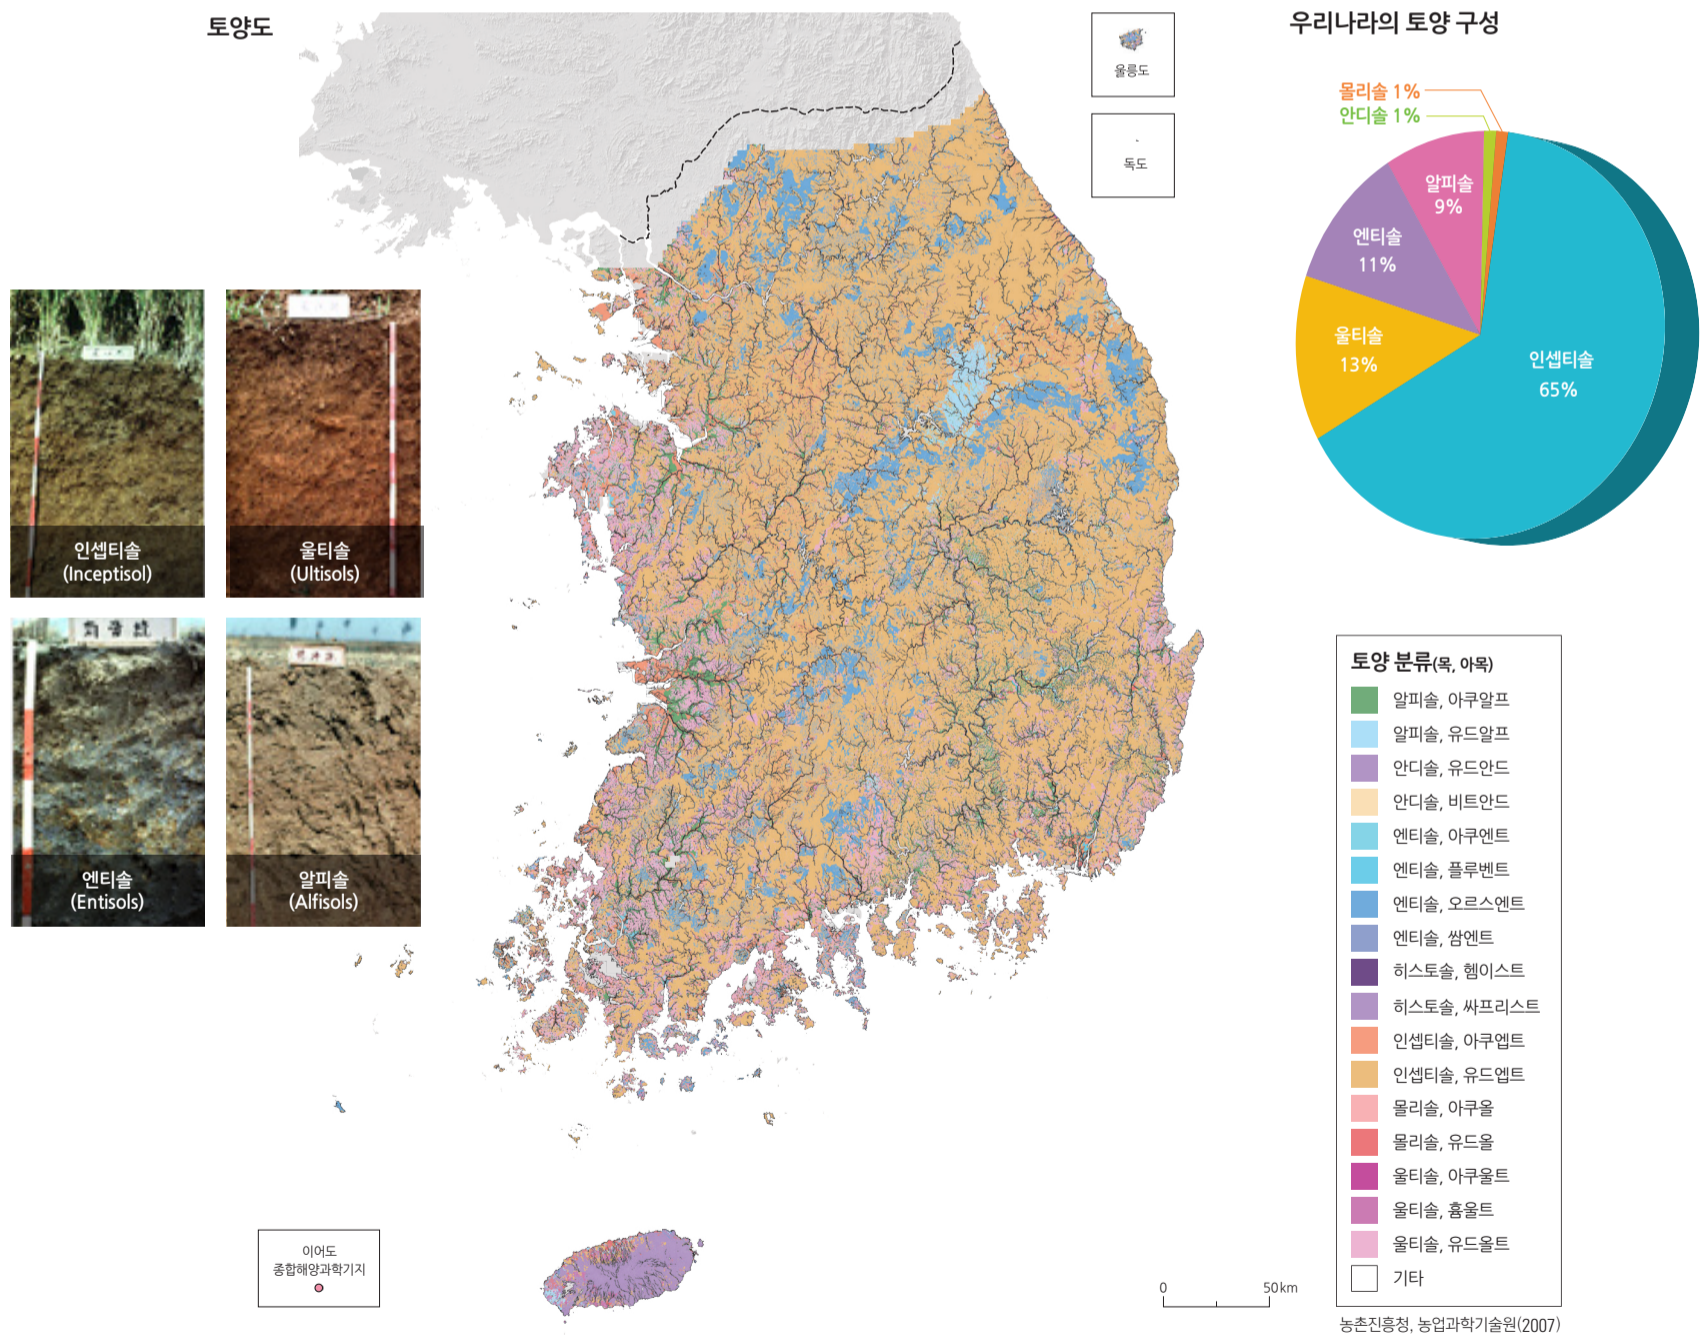 토양도
우리나라의 토양 구성
울릉도
독도
몰리솔 1%
안디솔 1%
알피솔
9%
엔티솔
11%
울티솔
13%
인셉티솔
65%
인셉티솔
(Inceptisol)
울티솔
(Ultisols)
엔티솔
(Entisols)
알피솔
(Alfisols)
토양 분류(목, 아목)
알피솔, 아쿠알프
알피솔, 유드알프
안디솔, 유드안드
안디솔, 비트안드
엔티솔, 아쿠엔트
엔티솔, 플루벤트
엔티솔, 오르스엔트
엔티솔, 쌈엔트
히스토솔, 헴이스트
히스토솔, 싸프리스트
인셉티솔, 아쿠엡트
인셉티솔, 유드엡트
몰리솔, 아쿠올
몰리솔, 유드올
울티솔, 아쿠울트
울티솔, 흄울트
울티솔, 유드올트
기타
이어도
종합해양과학기지
0 50km
농촌진흥청, 농업과학기술원(2007)